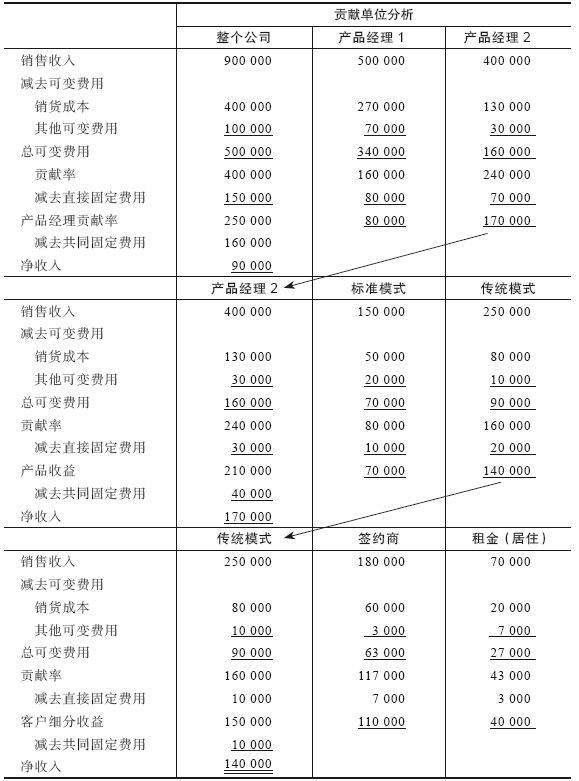 贡献单位分析
整个公司 产品经理 1 产品经理 2
销售收入 900 000 500 000 400 000
减去可变费用
销货成本 400 000 270 000 130 000
其他可变费用 100 000 70 000 30 000
总可变费用 500 000 340 000 160 000
贡献率 400 000 160 000 240 000
减去直接固定费用 150 000 80 000 70 000
产品经理贡献率 250 000 80 000 170 000
减去共同固定费用 160 000
净收入 90 000
产品经理 2 标准模式 传统模式
销售收入 400 000 150 000 250 000
减去可变费用
销货成本 130 000 50 000 80 000
其他可变费用 30 000 20 000 10 000
总可变费用 160 000 70 000 90 000
贡献率 240 000 80 000 160 000
减去直接固定费用 30 000 10 000 20 000
产品收益 210 000 70 000 140 000
减去共同固定费用 40 000
净收入 170 000
传统模式 签约商 租金（居住）
销售收入 250 000 180 000 70 000
减去可变费用
销货成本 80 000 60 000 20 000
其他可变费用 10 000 3 000 7 000
总可变费用 90 000 63 000 27 000
贡献率 160 000 117 000 43 000
减去直接固定费用 10 000 7 000 3 000
客户细分收益 150 000 110 000 40 000
减去共同固定费用 10 000
净收入 140 000